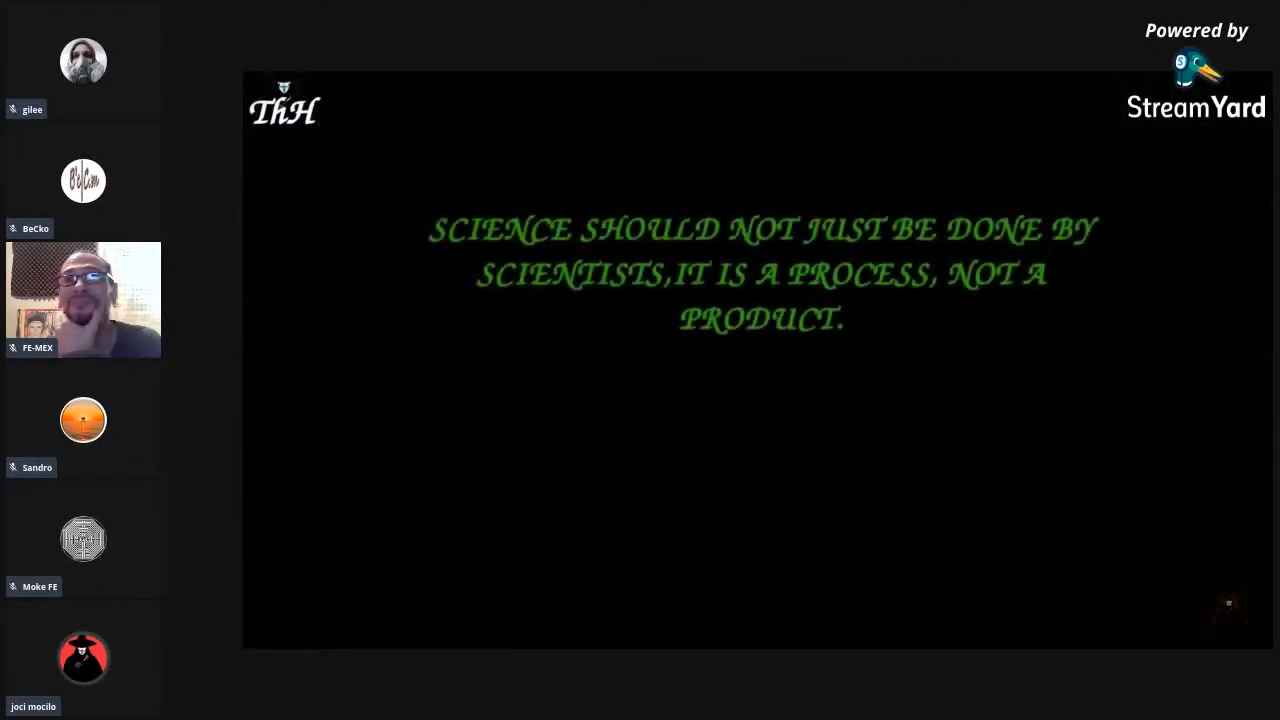 Powered by
StreamYard
gilee
BeCko
FE-MEX
Sandro
Moke FE
joci mocilo
ThH
SCIENCE SHOULD NOT JUST BE DONE BY
SCIENTISTS,IT IS A PROCESS, NOT A
PRODUCT.